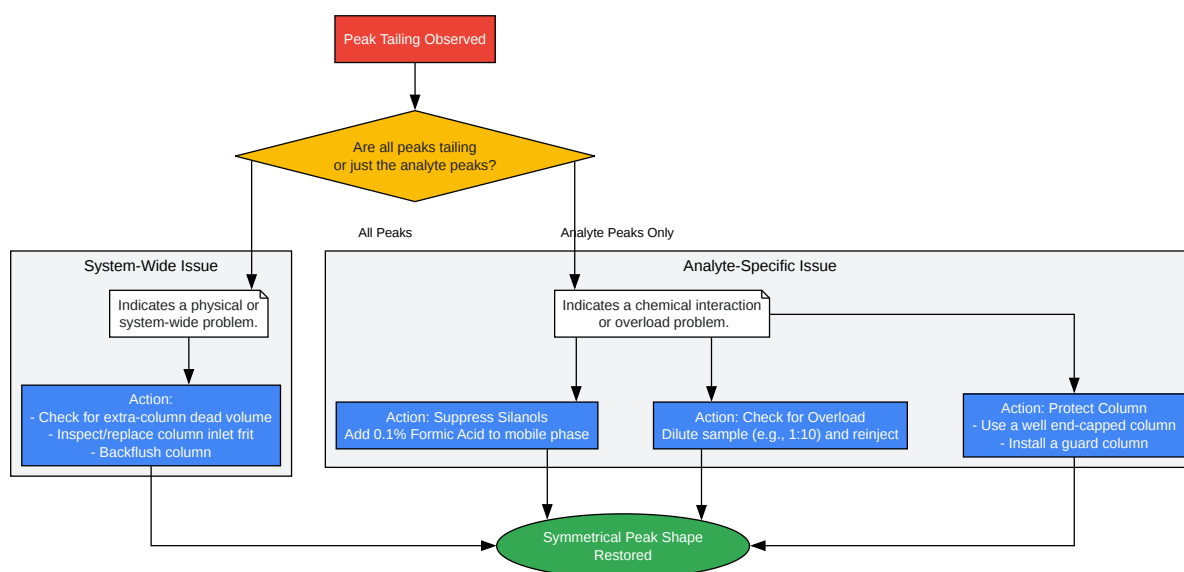 Peak Tailing Observed
Are all peaks tailing
or just the analyte peaks?
All Peaks
Analyte Peaks Only
System-Wide Issue
Indicates a physical or
system-wide problem.
Action:
- Check for extra-column dead volume
- Inspect/replace column inlet frit
- Backflush column
Analyte-Specific Issue
Indicates a chemical interaction
or overload problem.
Action: Suppress Silanols
Add 0.1% Formic Acid to mobile phase
Action: Check for Overload
Dilute sample (e.g., 1:10) and reinject
Action: Protect Column
- Use a well end-capped column
- Install a guard column
Symmetrical Peak Shape
Restored